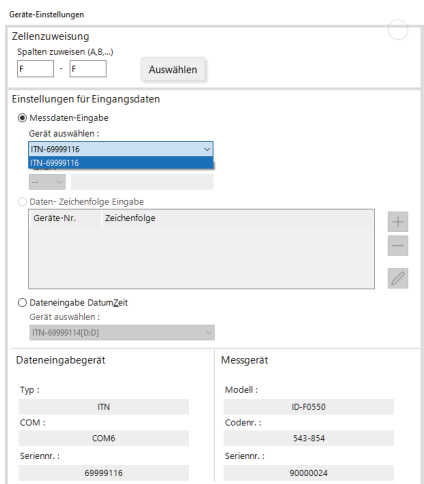 Geräte-Einstellungen
Zellenzuweisung
Spalten zuweisen (A,B,...)
F - F Auswählen
Einstellungen für Eingangsdaten
Messdaten-Eingabe
Gerät auswählen :
ITN-69999116
ITN-69999116
--
Daten- Zeichenfolge Eingabe
Geräte-Nr. Zeichenfolge
Dateneingabe DatumZeit
Gerät auswählen :
ITN-69999114[D:D]
Dateneingabegerät Messgerät
Typ : Modell :
ITN ID-F0550
COM : Codenr. :
COM6 543-854
Seriennr. : Seriennr. :
69999116 90000024